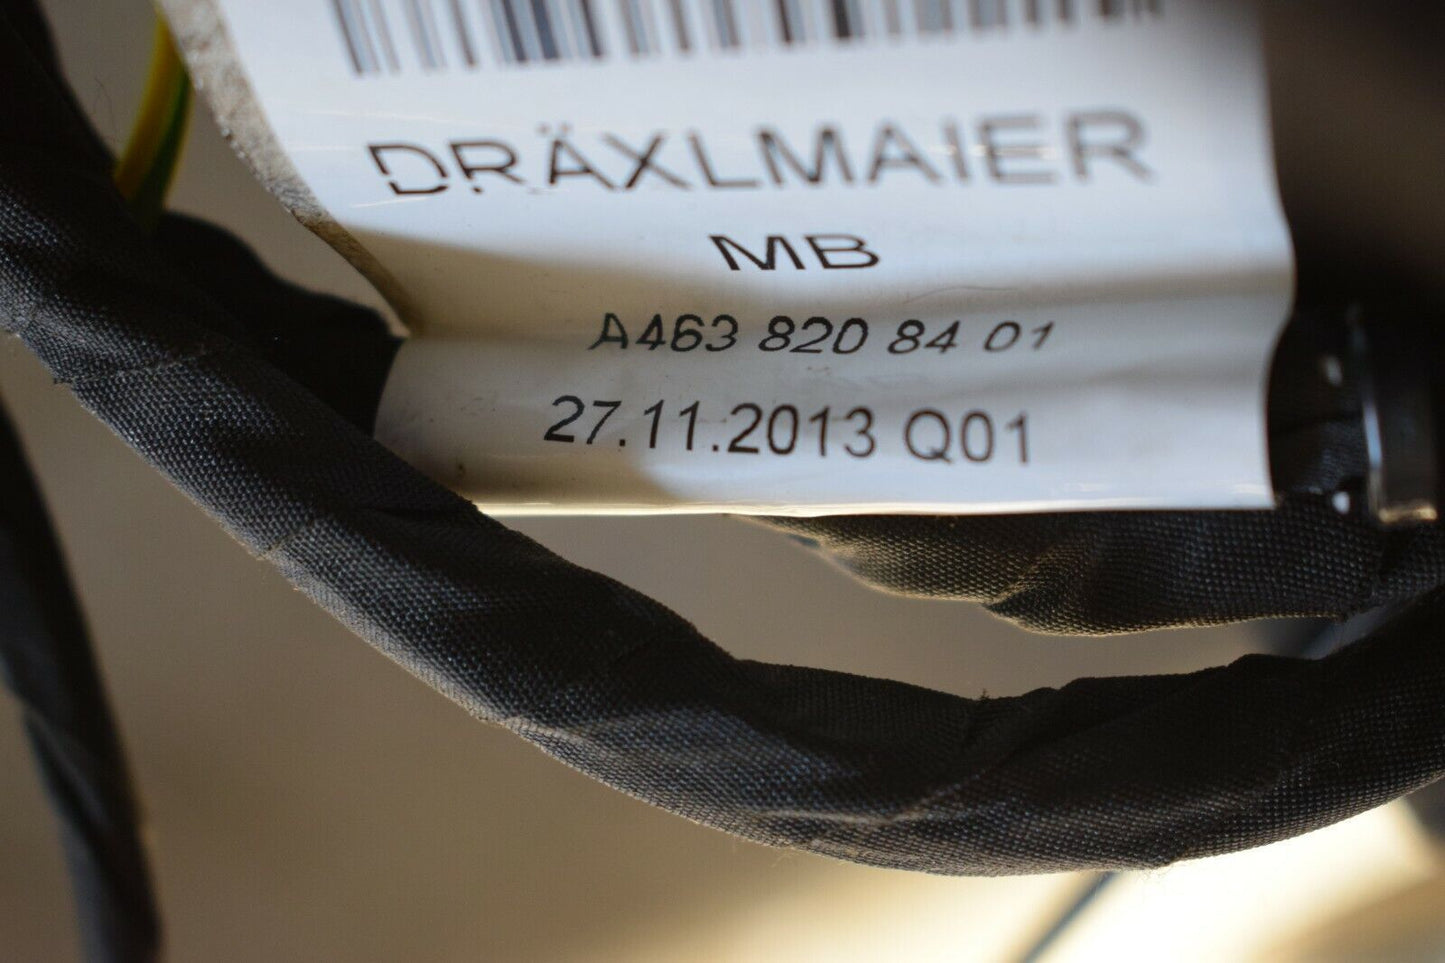 DRÄXLMAIER
MB
A463 820 84 01
27.11.2013 Q01